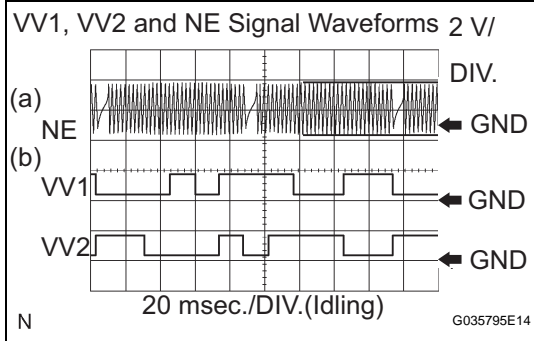 VV1, VV2 and NE Signal Waveforms 2 V/
DIV.
(a)
NE
GND
(b)
VV1
GND
VV2
GND
20 msec./DIV.(Idling)
N
G035795E14